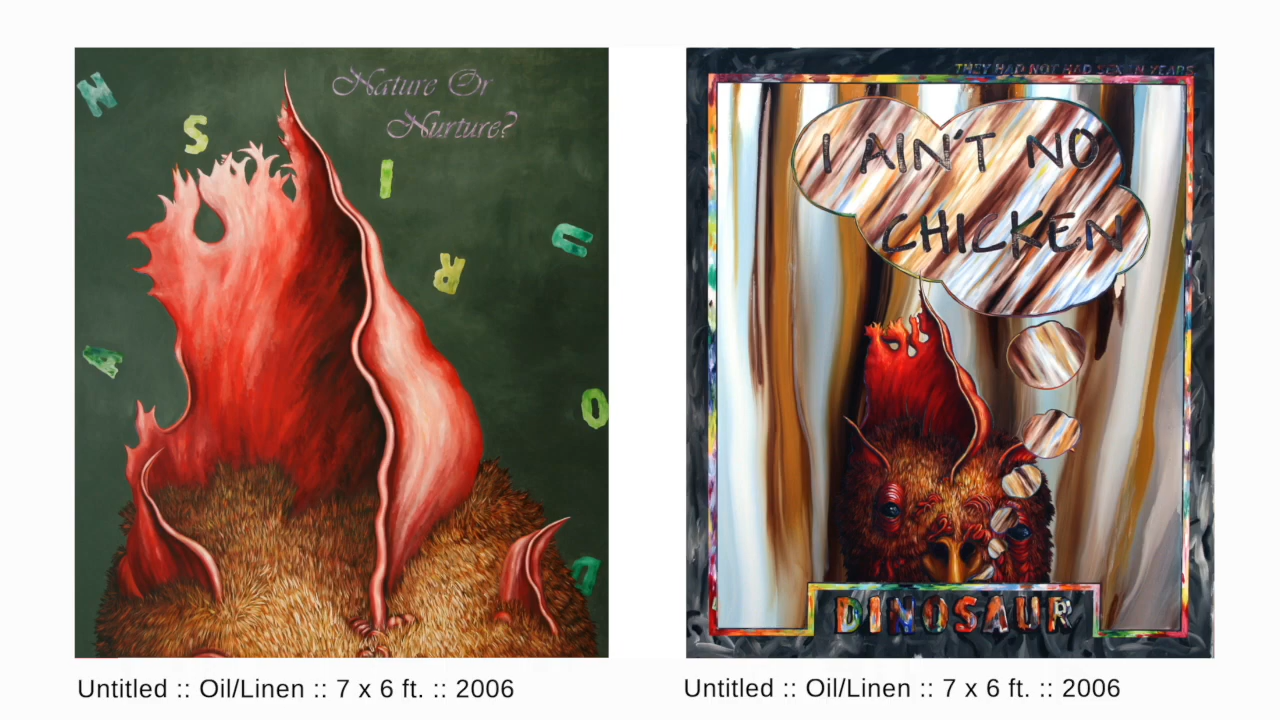 Nature Or
Nurture?
N
S
I
U
R
A
O
D
THEY HAD NOT HAD SEX IN YEARS
I AIN'T NO
CHICKEN
DINOSAUR
Untitled :: Oil/Linen :: 7 x 6 ft. :: 2006
Untitled :: Oil/Linen :: 7 x 6 ft. :: 2006